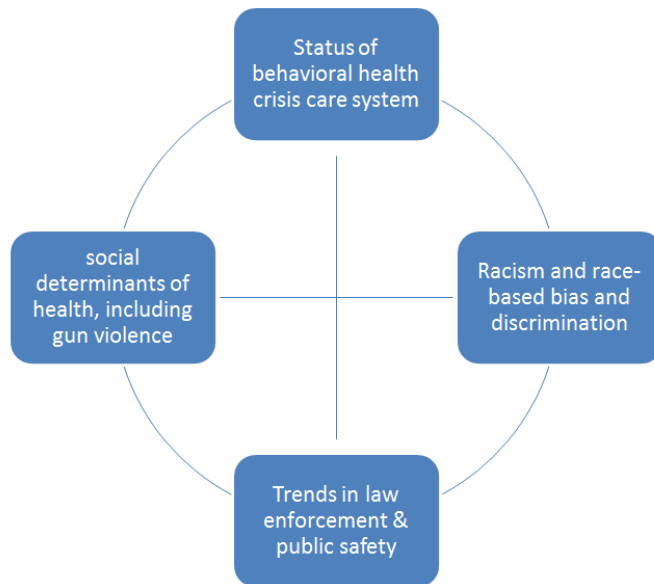 Status of
behavioral health
crisis care system
social
determinants of
health, including
gun violence
Racism and race-
based bias and
discrimination
Trends in law
enforcement &
public safety